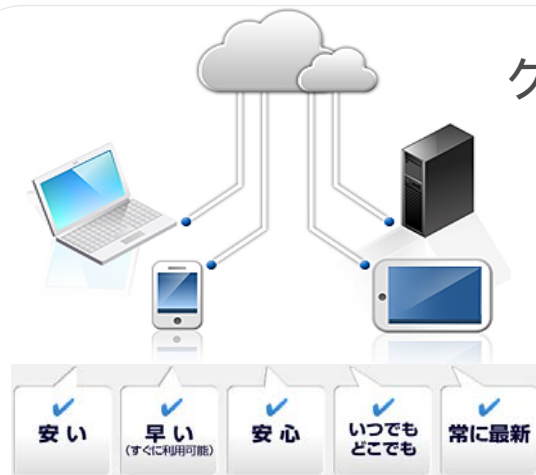 ク
安い
早い
(すぐに利用可能)
安心
いつでも
どこでも
常に最新